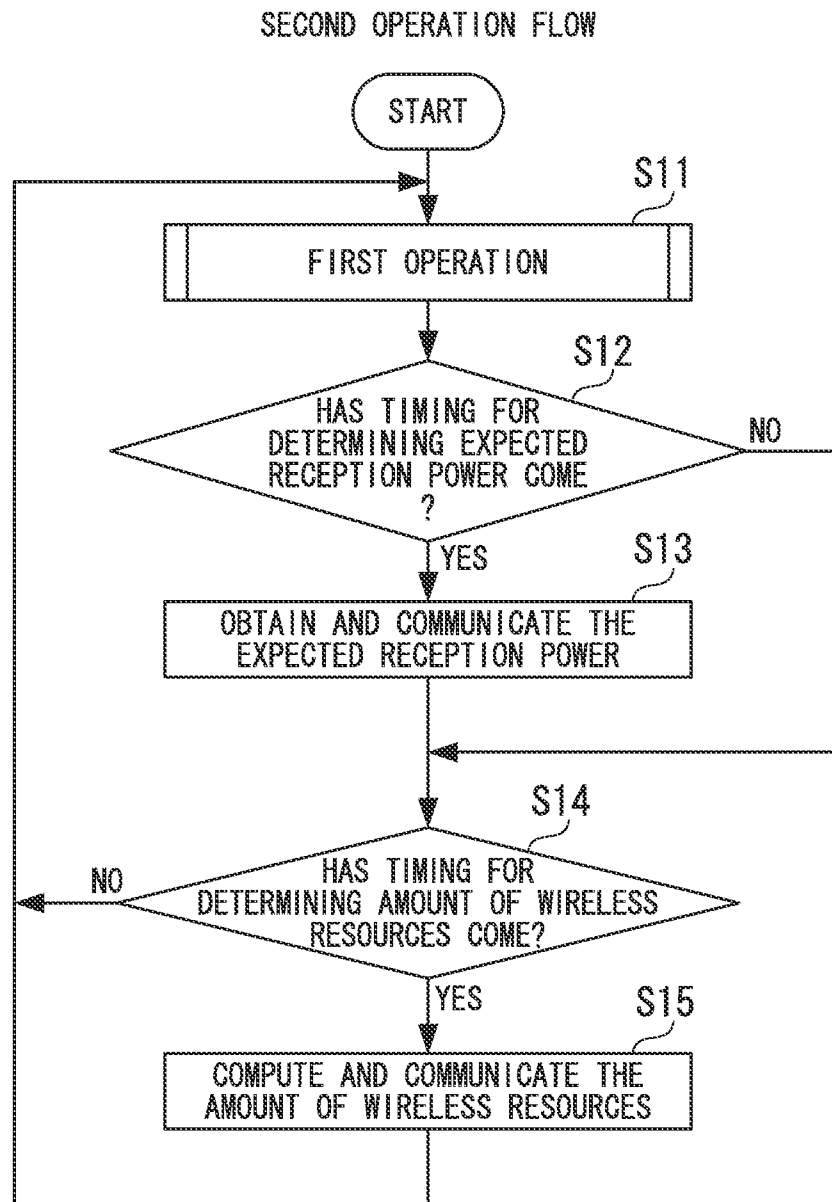 SECOND OPERATION FLOW
START
S11
FIRST OPERATION
S12
HAS TIMING FOR
DETERMINING EXPECTED
RECEPTION POWER COME
?
NO
YES
S13
OBTAIN AND COMMUNICATE THE
EXPECTED RECEPTION POWER
S14
HAS TIMING FOR
DETERMINING AMOUNT OF WIRELESS
RESOURCES COME?
NO
YES
S15
COMPUTE AND COMMUNICATE THE
AMOUNT OF WIRELESS RESOURCES